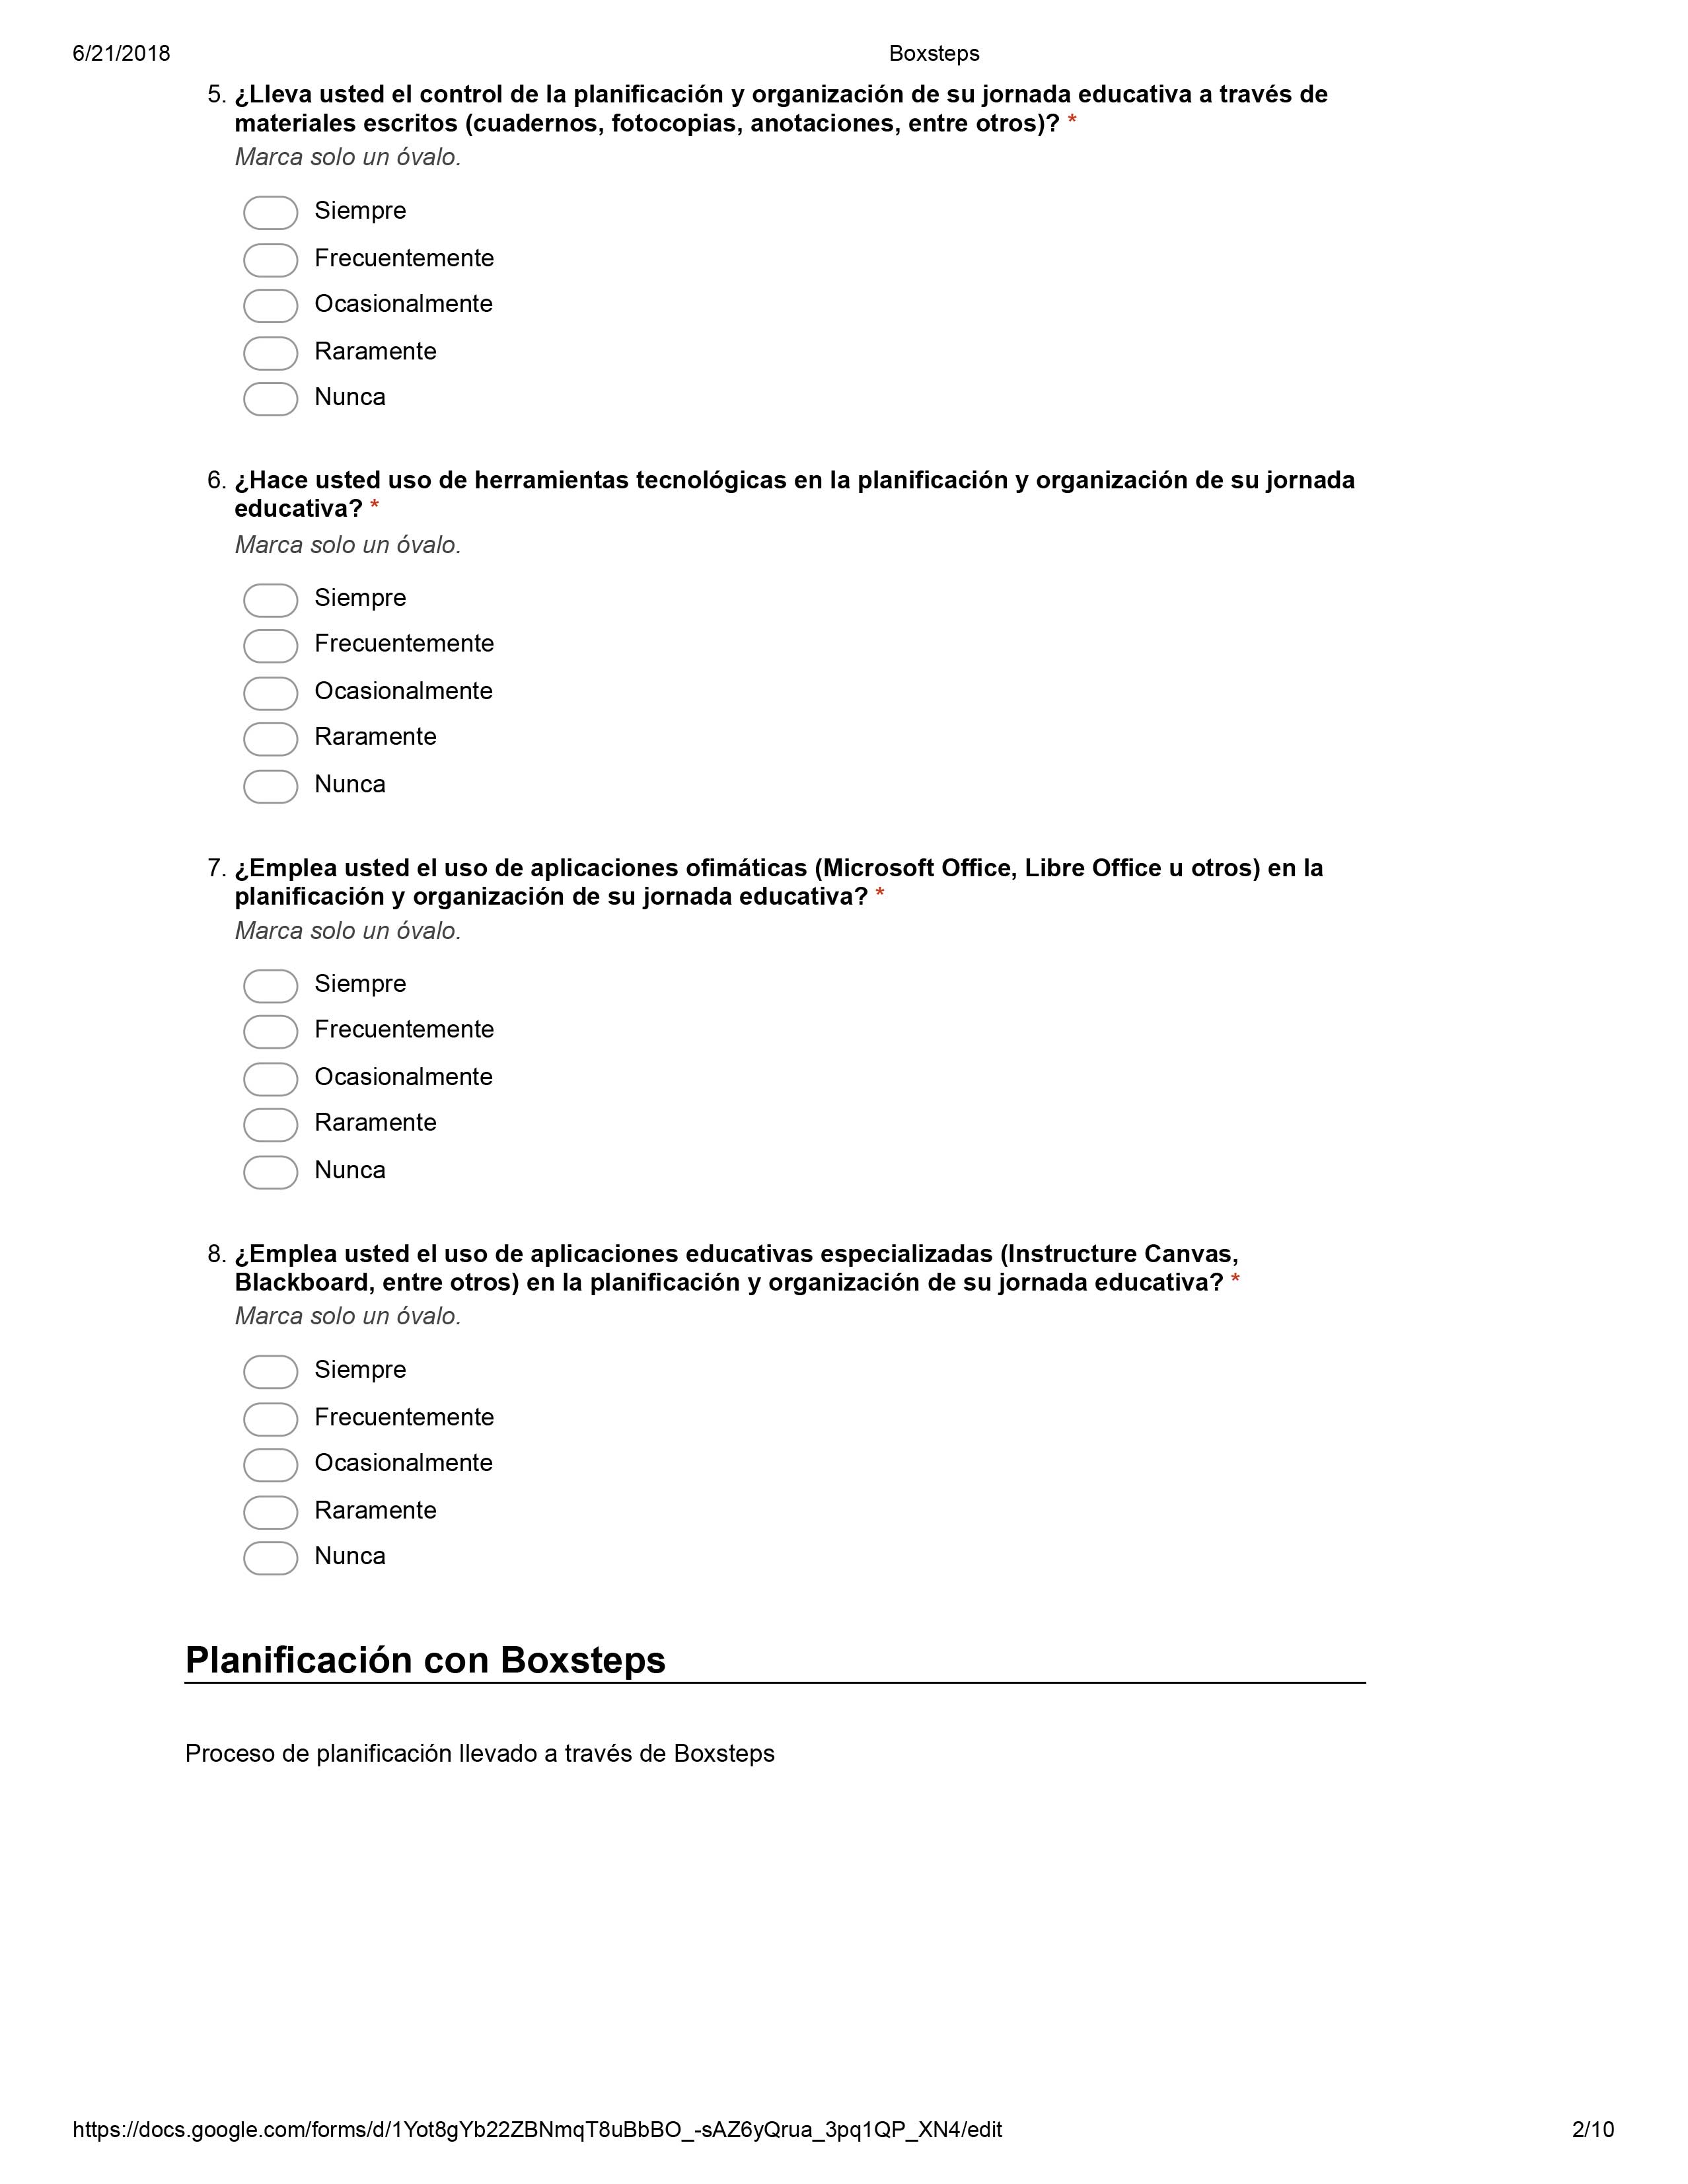 6/21/2018 Boxsteps
5. ¿Lleva usted el control de la planificación y organización de su jornada educativa a través de
materiales escritos (cuadernos, fotocopias, anotaciones, entre otros)? *
Marca solo un óvalo.
Siempre
Frecuentemente
Ocasionalmente
Raramente
Nunca
6. ¿Hace usted uso de herramientas tecnológicas en la planificación y organización de su jornada
educativa? *
Marca solo un óvalo.
Siempre
Frecuentemente
Ocasionalmente
Raramente
Nunca
7. ¿Emplea usted el uso de aplicaciones ofimáticas (Microsoft Office, Libre Office u otros) en la
planificación y organización de su jornada educativa? *
Marca solo un óvalo.
Siempre
Frecuentemente
Ocasionalmente
Raramente
Nunca
8. ¿Emplea usted el uso de aplicaciones educativas especializadas (Instructure Canvas,
Blackboard, entre otros) en la planificación y organización de su jornada educativa? *
Marca solo un óvalo.
Siempre
Frecuentemente
Ocasionalmente
Raramente
Nunca
Planificación con Boxsteps
Proceso de planificación llevado a través de Boxsteps
https://docs.google.com/forms/d/1Yot8gYb22ZBNmqT8uBbBO_-sAZ6yQrua_3pq1QP_XN4/edit 2/10